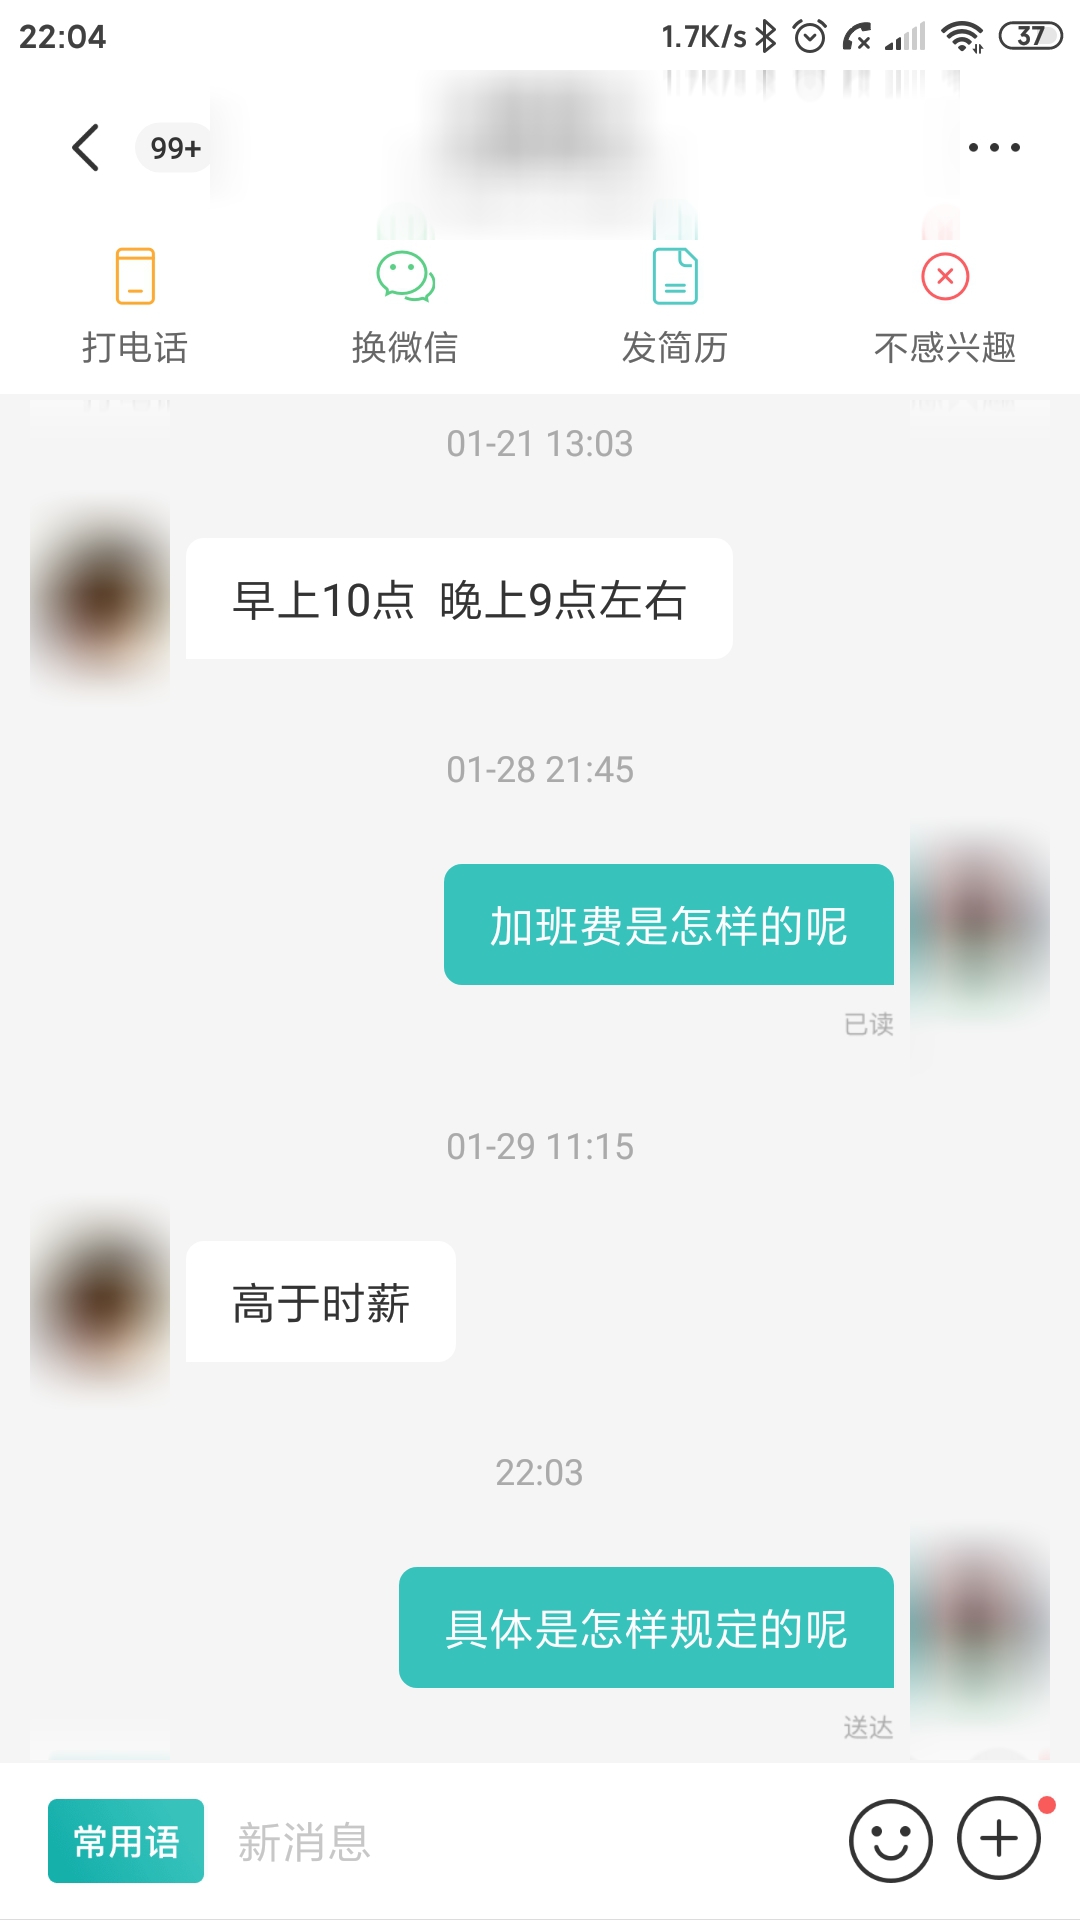 22:04
1.7K/s
37
99+
打电话
换微信
发简历
不感兴趣
01-21 13:03
早上10点 晚上9点左右
01-28 21:45
加班费是怎样的呢
已读
01-29 11:15
高于时薪
22:03
具体是怎样规定的呢
送达
常用语
新消息